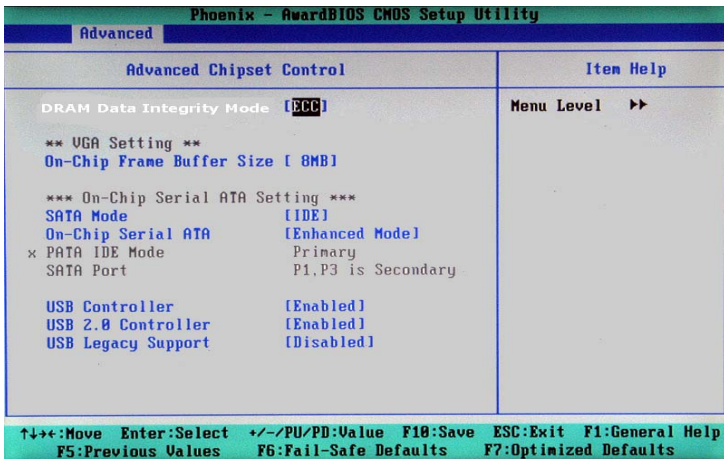 Phoenix - AwardBIOS CMOS Setup Utility
Advanced
Advanced Chipset Control
Item Help
DRAM Data Integrity Mode [ECC]
Menu Level ▶▶
** VGA Setting **
On-Chip Frame Buffer Size [ 8MB]
*** On-Chip Serial ATA Setting ***
SATA Mode [IDE]
On-Chip Serial ATA [Enhanced Mode]
x PATA IDE Mode Primary
SATA Port P1,P3 is Secondary
USB Controller [Enabled]
USB 2.0 Controller [Enabled]
USB Legacy Support [Disabled]
↑↓→←:Move Enter:Select +/-/PU/PD:Value F10:Save ESC:Exit F1:General Help
F5:Previous Values F6:Fail-Safe Defaults F7:Optimized Defaults